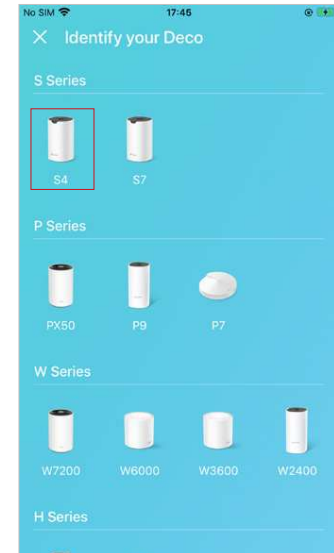 No SIM 17:45
× Identify your Deco
S Series
S4 S7
P Series
PX50 P9 P7
W Series
W7200 W6000 W3600 W2400
H Series